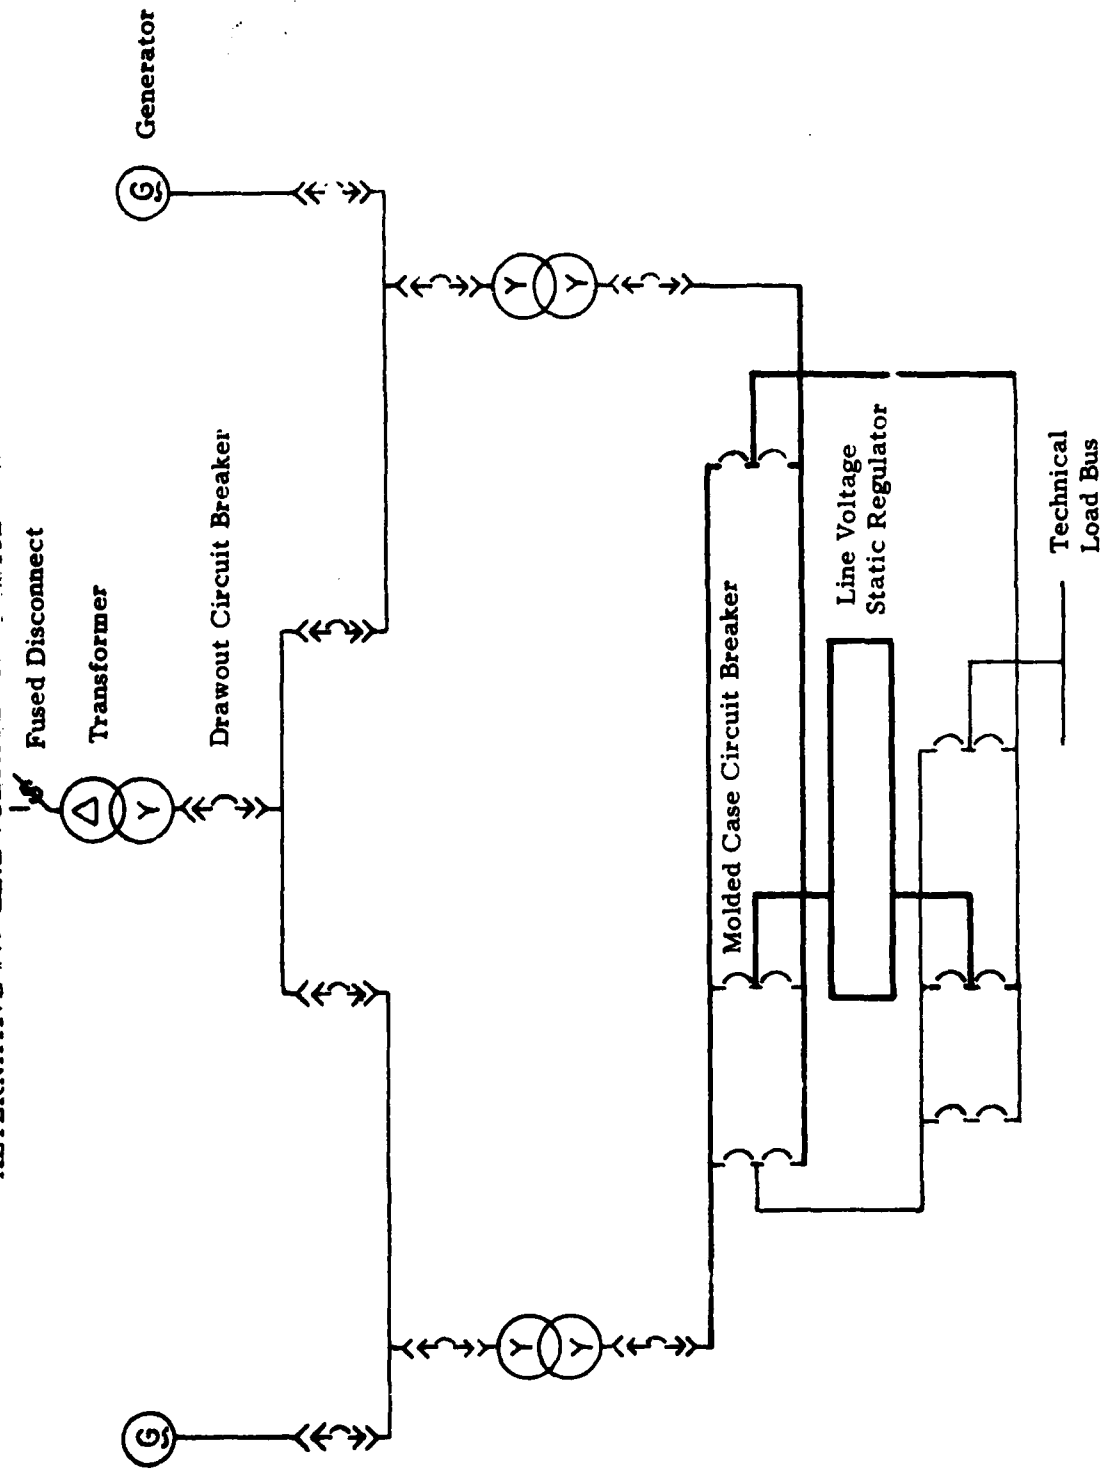 Fused Disconnect
Transformer
Drawout Circuit Breaker
Generator
G
G
Y
Y
Y
Y
Y
Molded Case Circuit Breaker
Line Voltage
Static Regulator
Technical
Load Bus